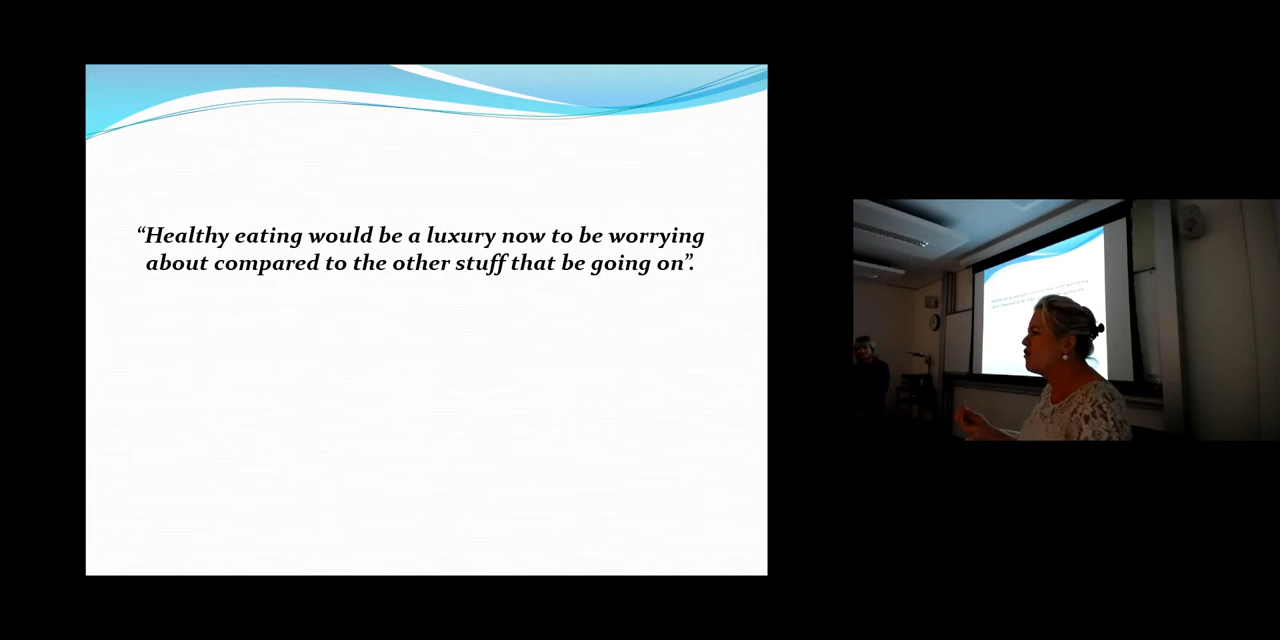 “Healthy eating would be a luxury now to be worrying
about compared to the other stuff that be going on”.